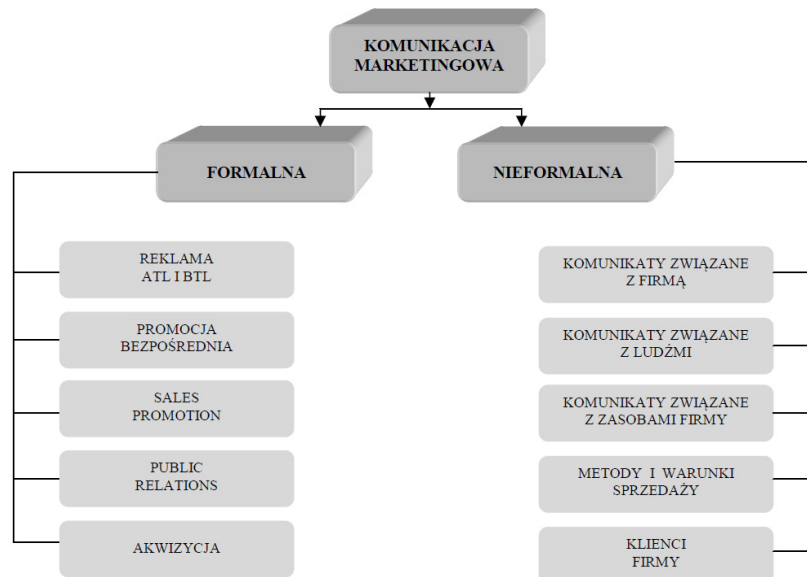 KOMUNIKACJA
MARKETINGOWA
FORMALNA
NIEFORMALNA
REKLAMA
ATL I BTL
PROMOCJA
BEZPOŚREDNIA
SALES
PROMOTION
PUBLIC
RELATIONS
AKWIZYCJA
KOMUNIKATY ZWIĄZANE
Z FIRMĄ
KOMUNIKATY ZWIĄZANE
Z LUDŹMI
KOMUNIKATY ZWIĄZANE
Z ZASOBAMI FIRMY
METODY I WARUNKI
SPRZEDAŻY
KLIENCI
FIRMY